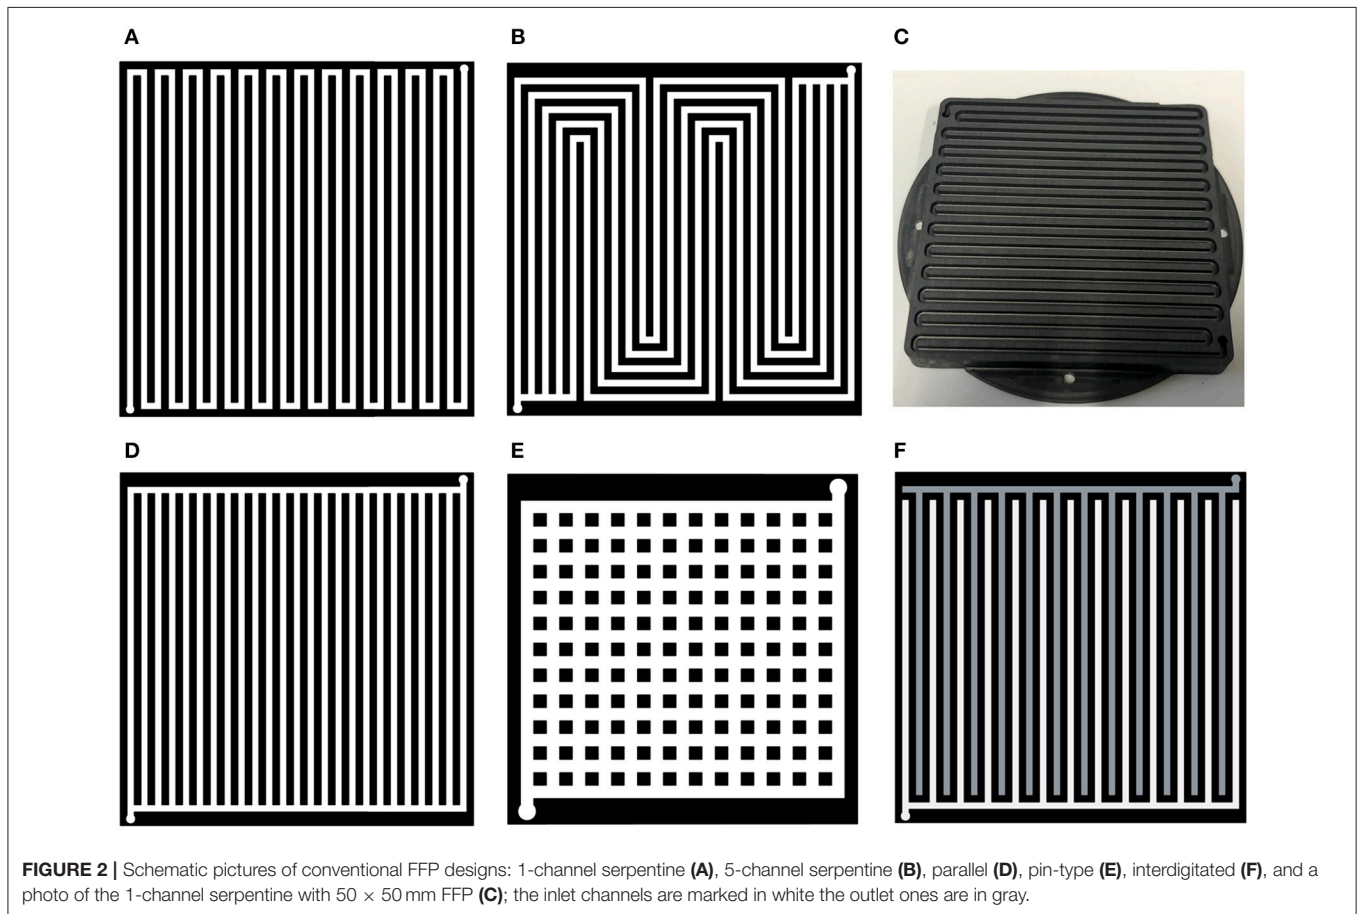 A
B
C
D
E
F
FIGURE 2 | Schematic pictures of conventional FFP designs: 1-channel serpentine (A), 5-channel serpentine (B), parallel (D), pin-type (E), interdigitated (F), and a
photo of the 1-channel serpentine with 50 × 50 mm FFP (C); the inlet channels are marked in white the outlet ones are in gray.